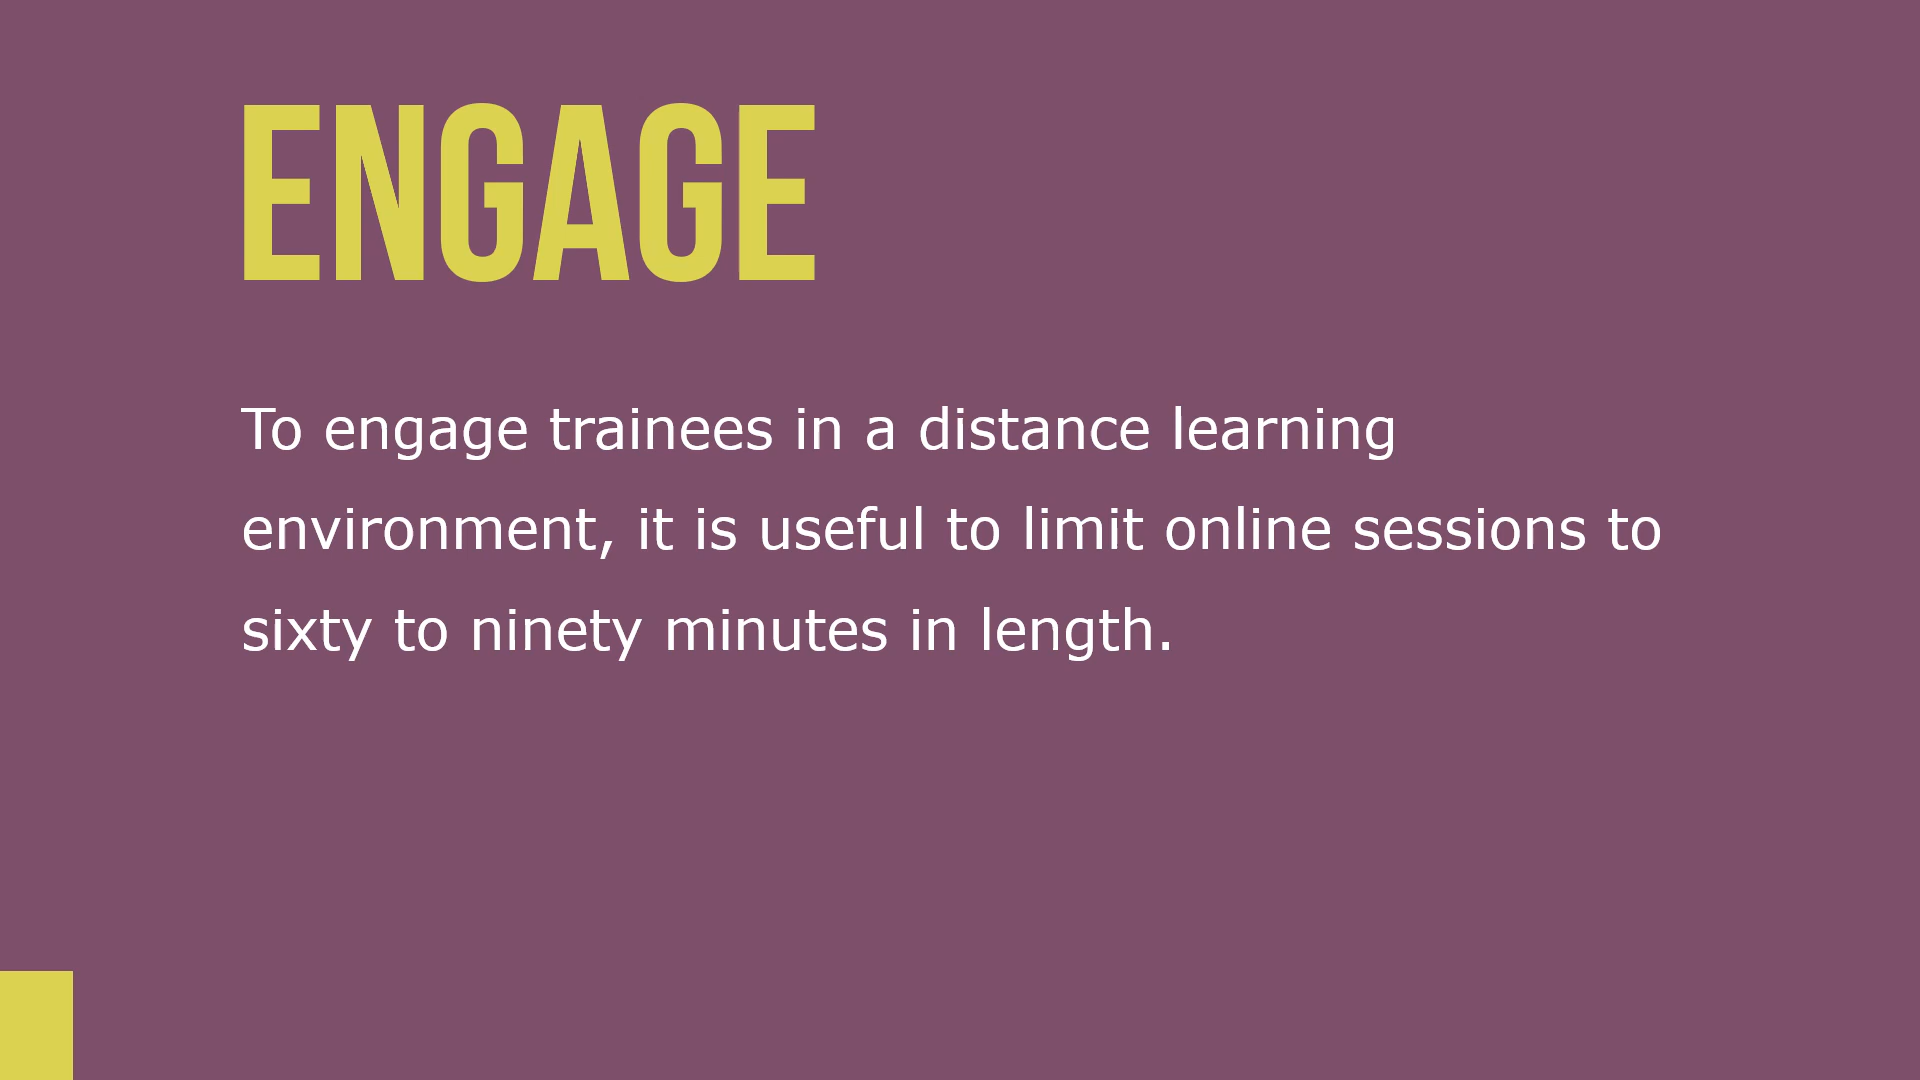 ENGAGE
To engage trainees in a distance learning
environment, it is useful to limit online sessions to
sixty to ninety minutes in length.